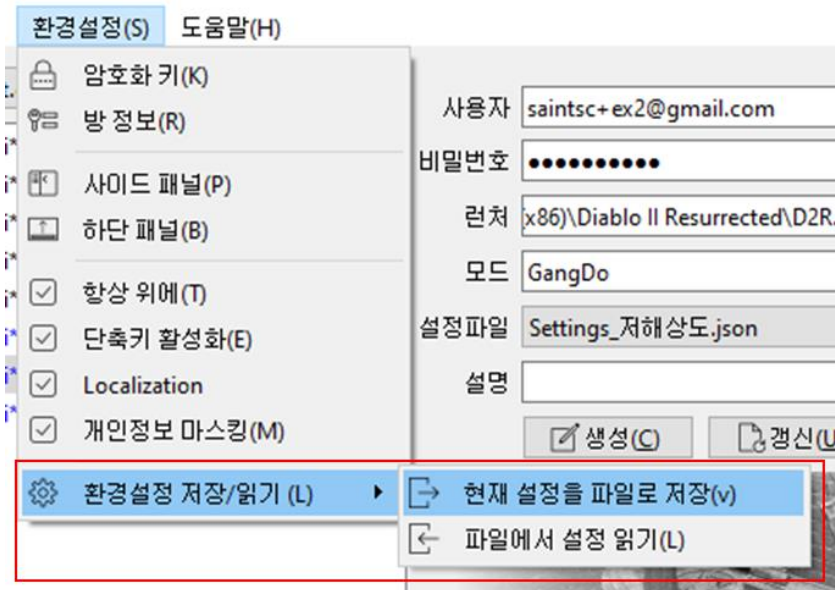 환경설정(S) 도움말(H)
암호화 키(K)
방 정보(R)
사이드 패널(P)
하단 패널(B)
항상 위에(T)
단축키 활성화(E)
Localization
개인정보 마스킹(M)
환경설정 저장/읽기 (L)
현재 설정을 파일로 저장(v)
파일에서 설정 읽기(L)
사용자 saintsc+ex2@gmail.com
비밀번호 ●●●●●●●●●●
런처 x86)\Diablo II Resurrected\D2R.
모드 GangDo
설정파일 Settings_저해상도.json
설명
생성(C) 갱신(U